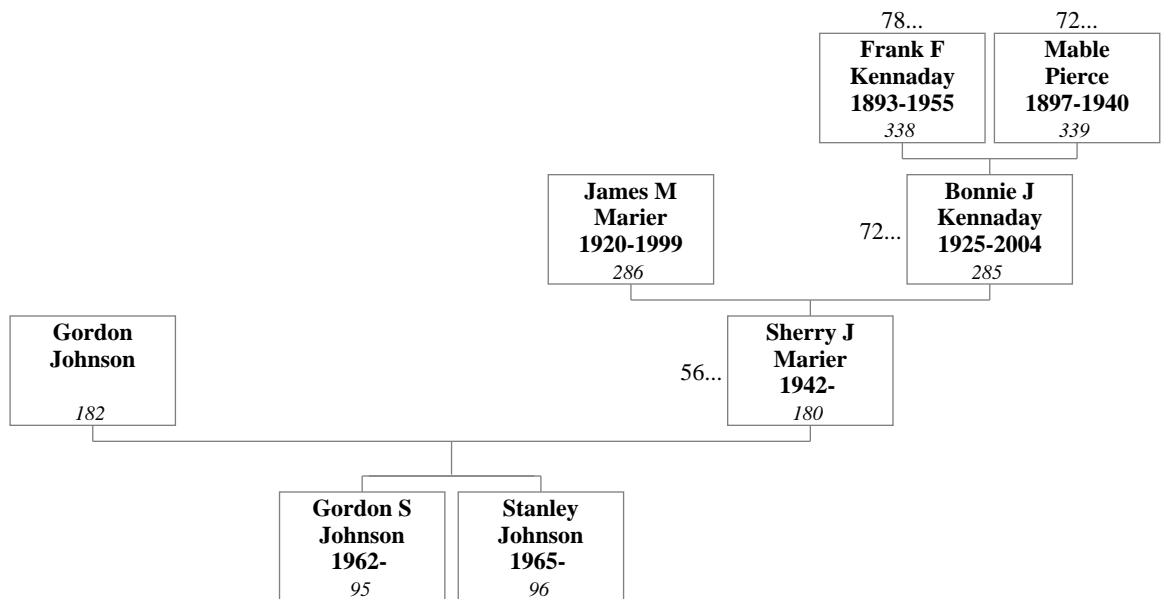 78...
72...
Frank F
Kennaday
1893-1955
338
Mable
Pierce
1897-1940
339
James M
Marier
1920-1999
286
72...
Bonnie J
Kennaday
1925-2004
285
Gordon
Johnson
182
56...
Sherry J
Marier
1942-
180
Gordon S
Johnson
1962-
95
Stanley
Johnson
1965-
96